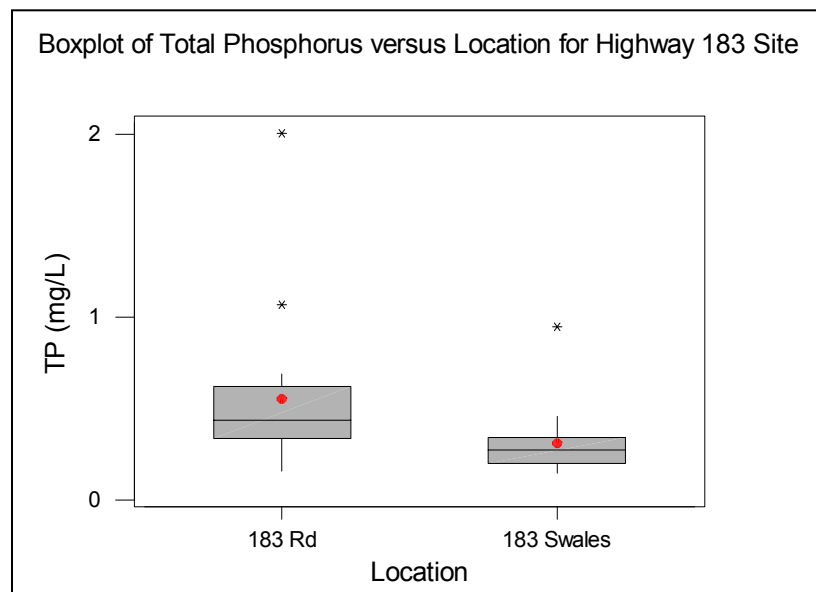 Boxplot of Total Phosphorus versus Location for Highway 183 Site
2
1
0
TP (mg/L)
183 Rd
183 Swales
Location